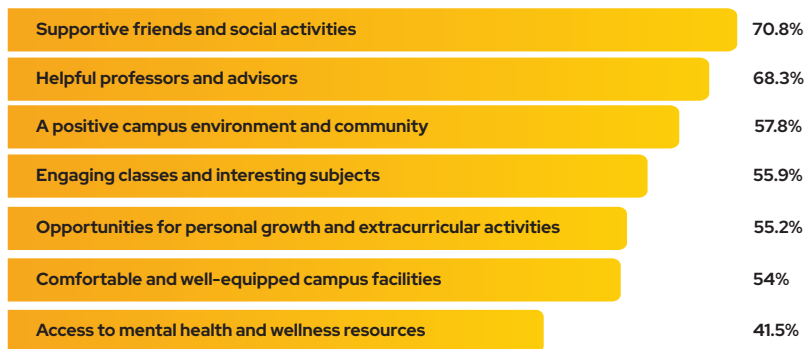 Supportive friends and social activities 70.8%
Helpful professors and advisors 68.3%
A positive campus environment and community 57.8%
Engaging classes and interesting subjects 55.9%
Opportunities for personal growth and extracurricular activities 55.2%
Comfortable and well-equipped campus facilities 54%
Access to mental health and wellness resources 41.5%